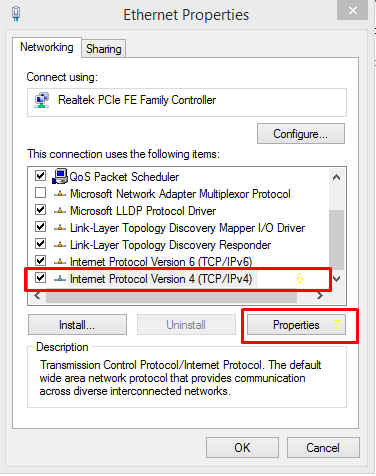 Ethernet Properties
Networking
Sharing
Connect using:
Realtek PCIe FE Family Controller
Configure...
This connection uses the following items:
QoS Packet Scheduler
Microsoft Network Adapter Multiplexor Protocol
Microsoft LLDP Protocol Driver
Link-Layer Topology Discovery Mapper I/O Driver
Link-Layer Topology Discovery Responder
Internet Protocol Version 6 (TCP/IPv6)
Internet Protocol Version 4 (TCP/IPv4) 6
Install...
Uninstall
Properties 7
Description
Transmission Control Protocol/Internet Protocol. The default
wide area network protocol that provides communication
across diverse interconnected networks.
OK
Cancel